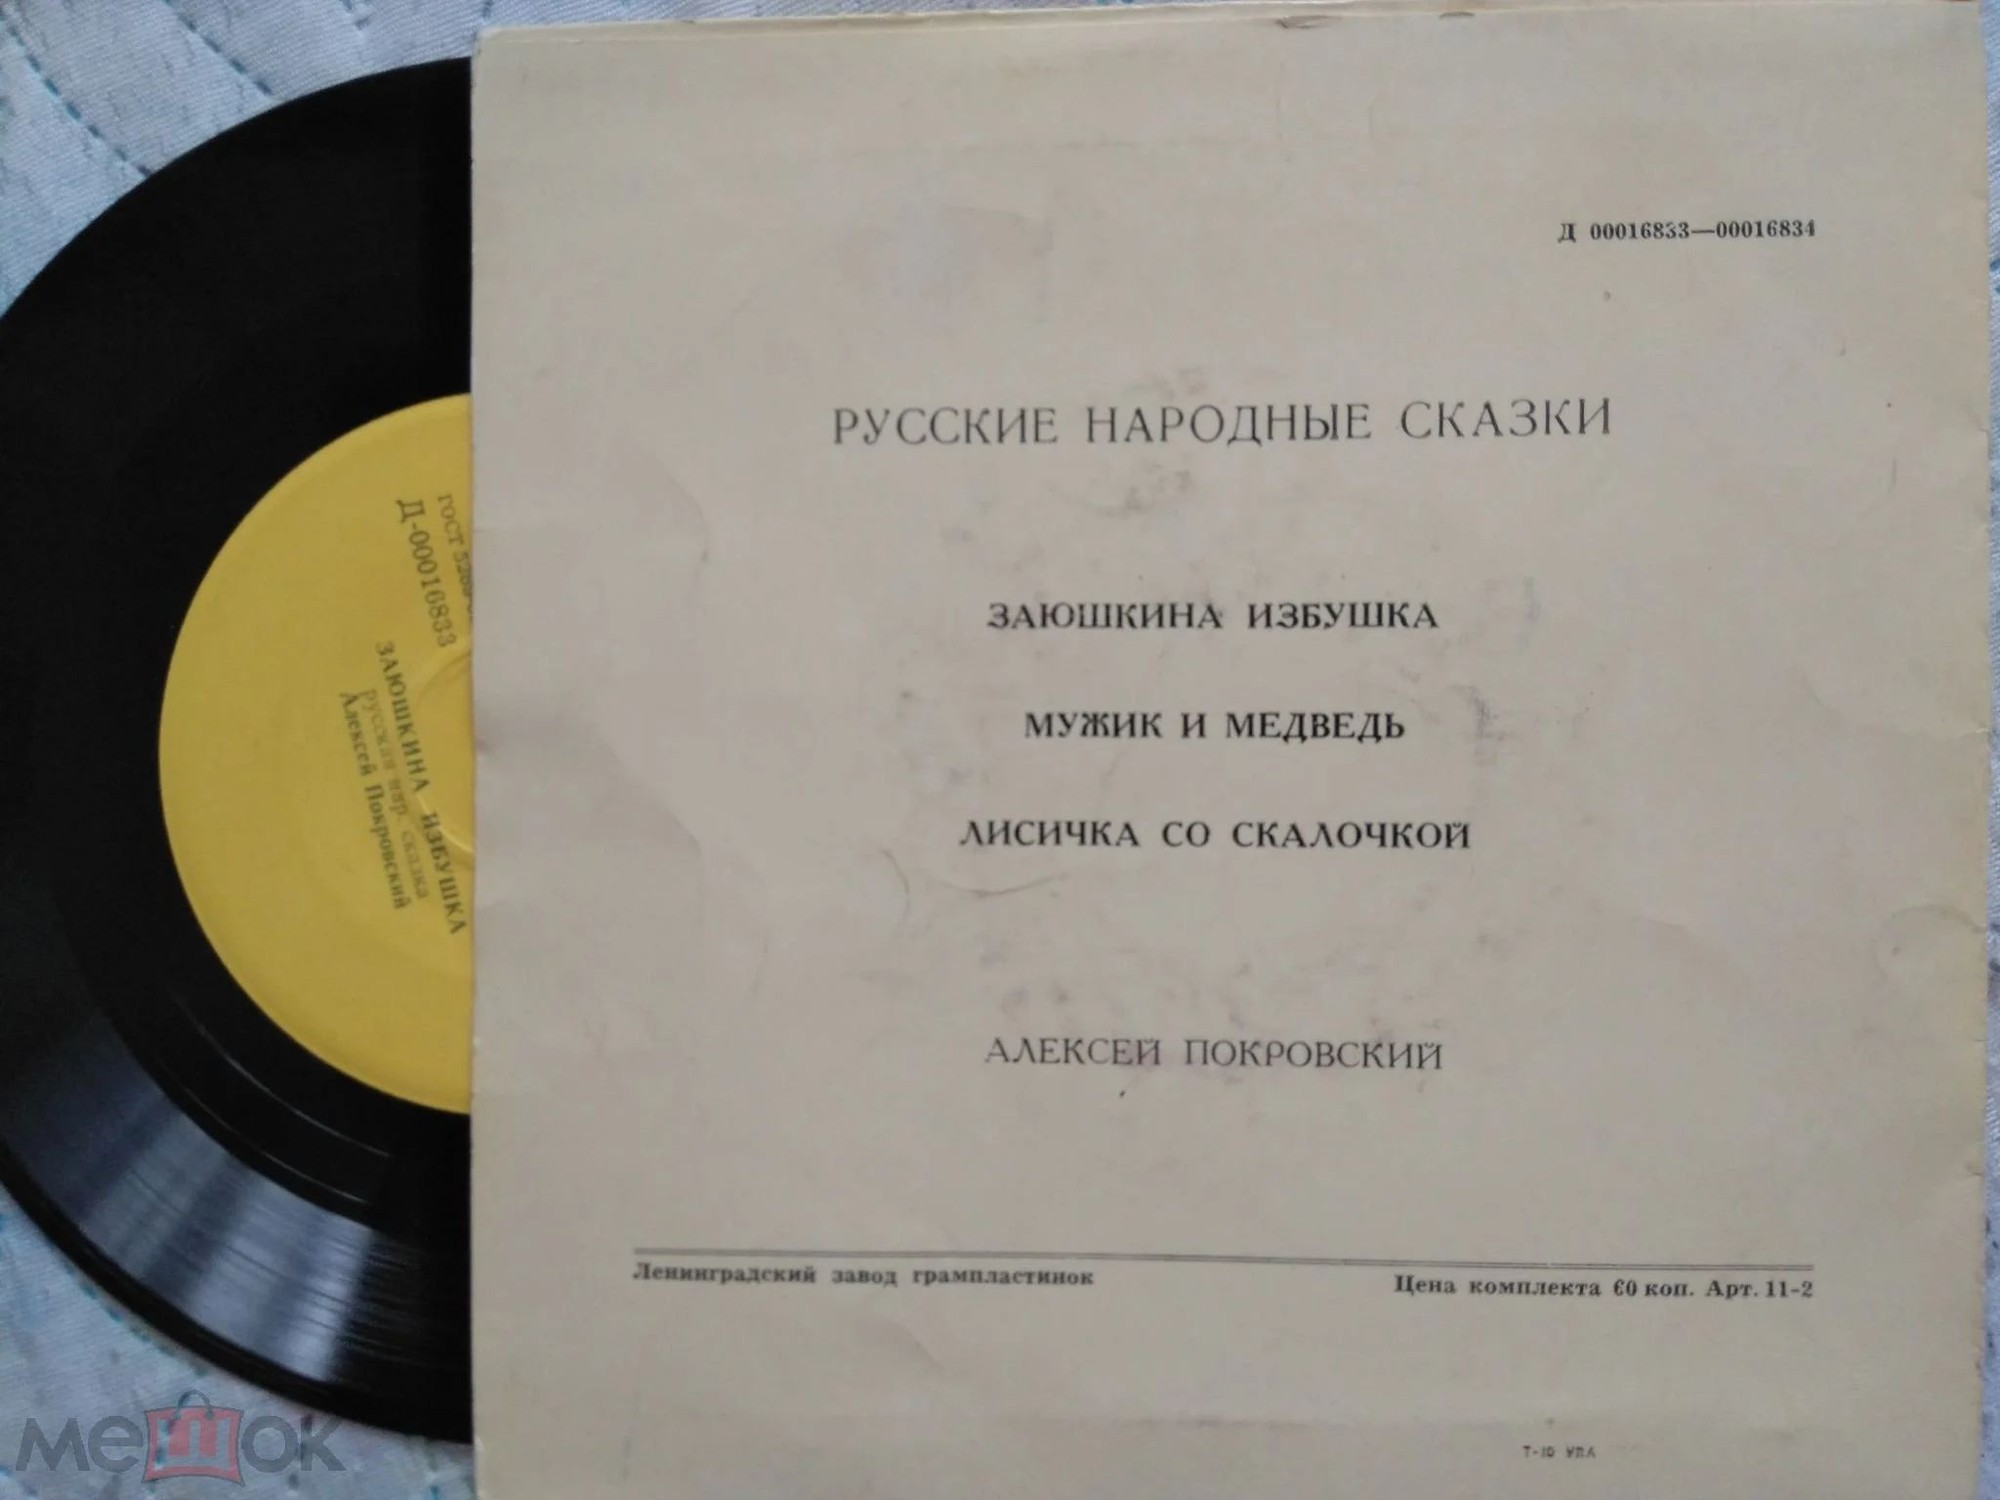 Д 00016833—00016834
РУССКИЕ НАРОДНЫЕ СКАЗКИ
ЗАЮШКИНА ИЗБУШКА
МУЖИК И МЕДВЕДЬ
ЛИСИЧКА СО СКАЛОЧКОЙ
АЛЕКСЕЙ ПОКРОВСКИЙ
Ленинградский завод грампластинок
Цена комплекта 60 коп. Арт. 11-2
ГОСТ
Д-00016833
ЗАЮШКИНА ИЗБУШКА
Русская нар. сказка
Алексей Покровский
мешок